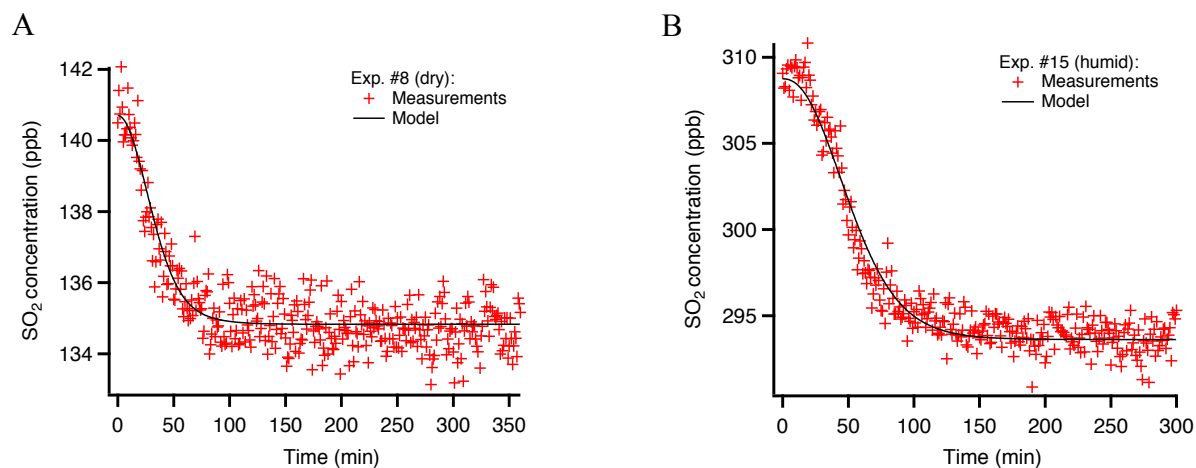 A
Exp. #8 (dry):
Measurements
Model
SO₂ concentration (ppb)
142
140
138
136
134
0 50 100 150 200 250 300 350
Time (min)
B
Exp. #15 (humid):
Measurements
Model
SO₂ concentration (ppb)
310
305
300
295
0 50 100 150 200 250 300
Time (min)